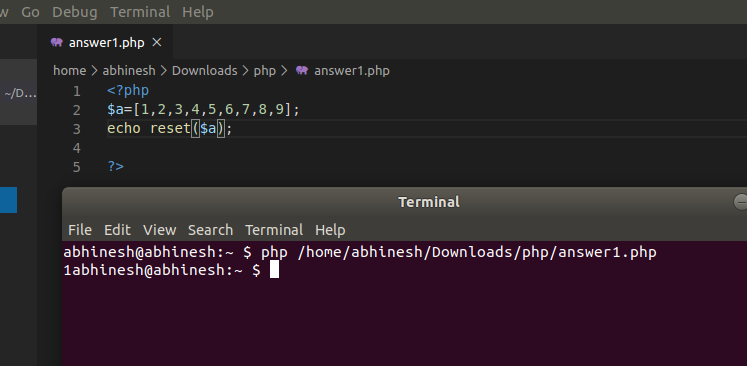 Go Debug Terminal Help
answer1.php ×
~/D...
home > abhinesh > Downloads > php > answer1.php
1 <?php
2 $a=[1,2,3,4,5,6,7,8,9];
3 echo reset($a);
4
5 ?>
Terminal
File Edit View Search Terminal Help
abhinesh@abhinesh:~ $ php /home/abhinesh/Downloads/php/answer1.php
1abhinesh@abhinesh:~ $